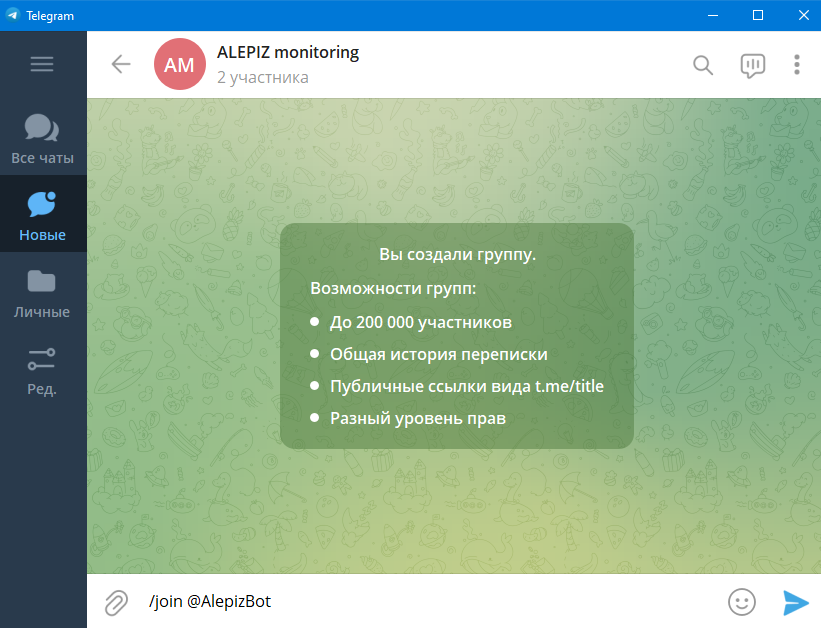 Telegram
ALEPIZ monitoring
AM
2 участника
Все чаты
Новые
Личные
Ред.
Вы создали группу.
Возможности групп:
До 200 000 участников
Общая история переписки
Публичные ссылки вида t.me/title
Разный уровень прав
/join @AlepizBot